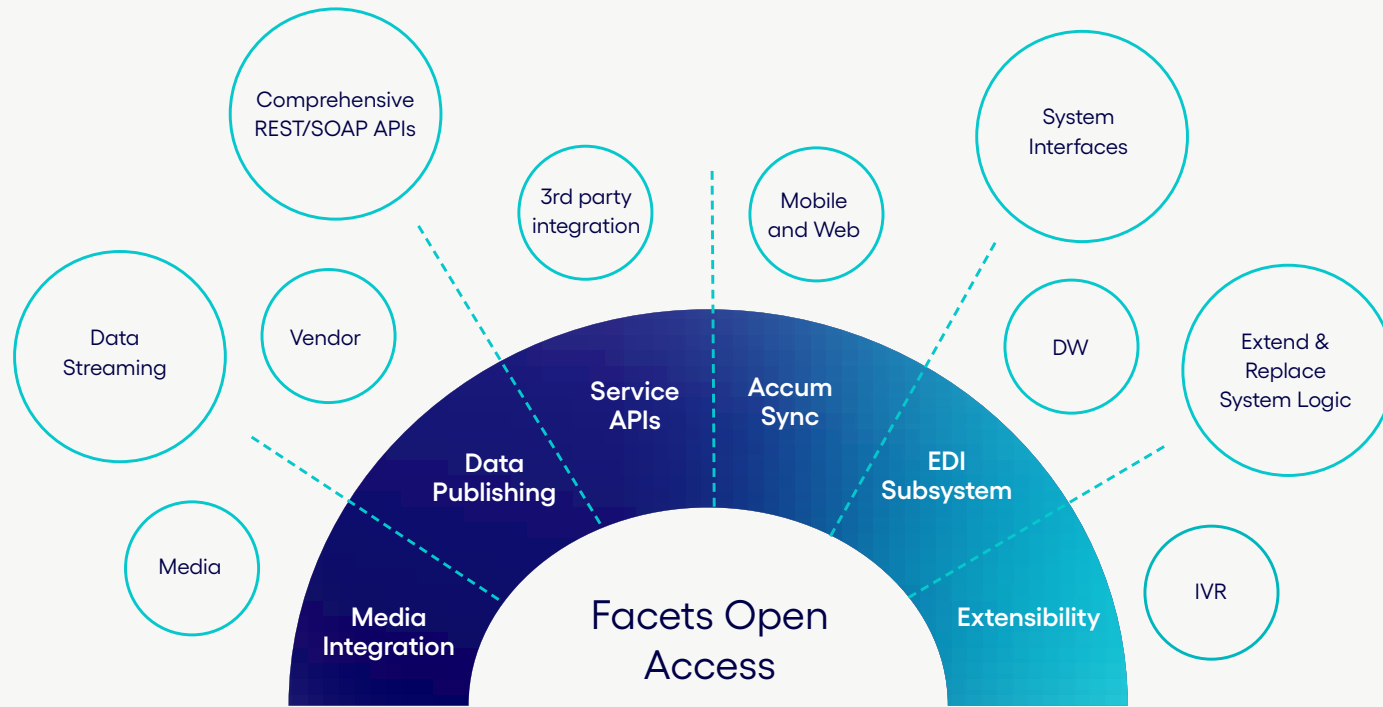 Comprehensive
REST/SOAP APIs
System
Interfaces
3rd party
integration
Mobile
and Web
Data
Streaming
Vendor
DW
Extend &
Replace
System Logic
Service
APIs
Accum
Sync
Data
Publishing
EDI
Subsystem
Media
IVR
Media
Integration
Facets Open
Access
Extensibility